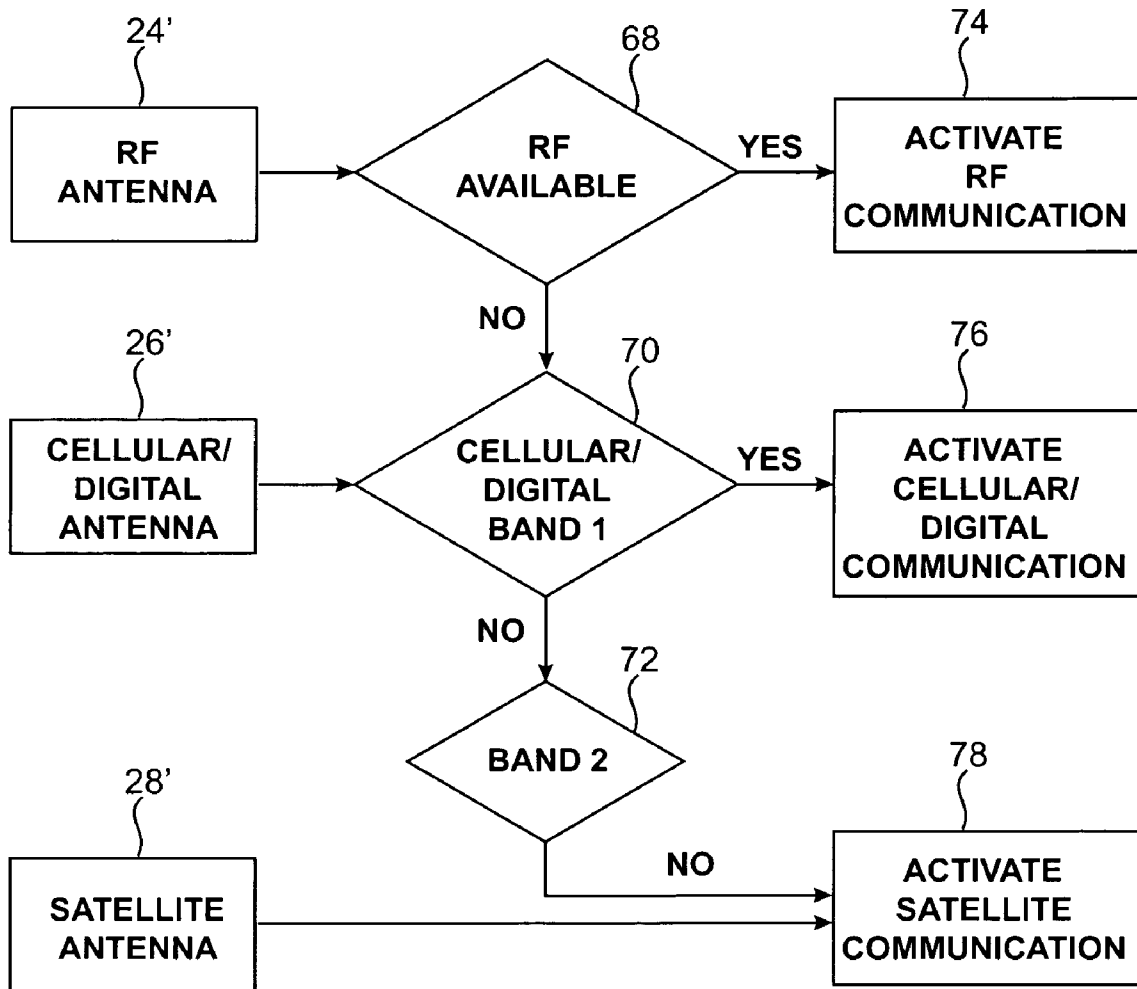 24’
68
74
RF
ANTENNA
RF
AVAILABLE
YES
ACTIVATE
RF
COMMUNICATION
NO
26’
70
76
CELLULAR/
DIGITAL
ANTENNA
CELLULAR/
DIGITAL
BAND 1
YES
ACTIVATE
CELLULAR/
DIGITAL
COMMUNICATION
NO
72
BAND 2
28’
78
NO
SATELLITE
ANTENNA
ACTIVATE
SATELLITE
COMMUNICATION